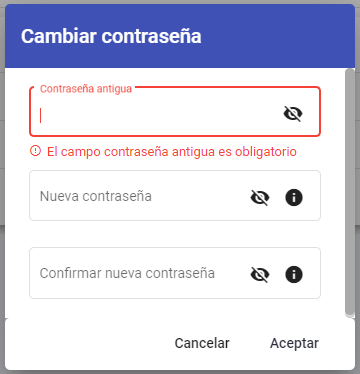 Cambiar contraseña
Contraseña antigua
El campo contraseña antigua es obligatorio
Nueva contraseña
Confirmar nueva contraseña
Cancelar Aceptar